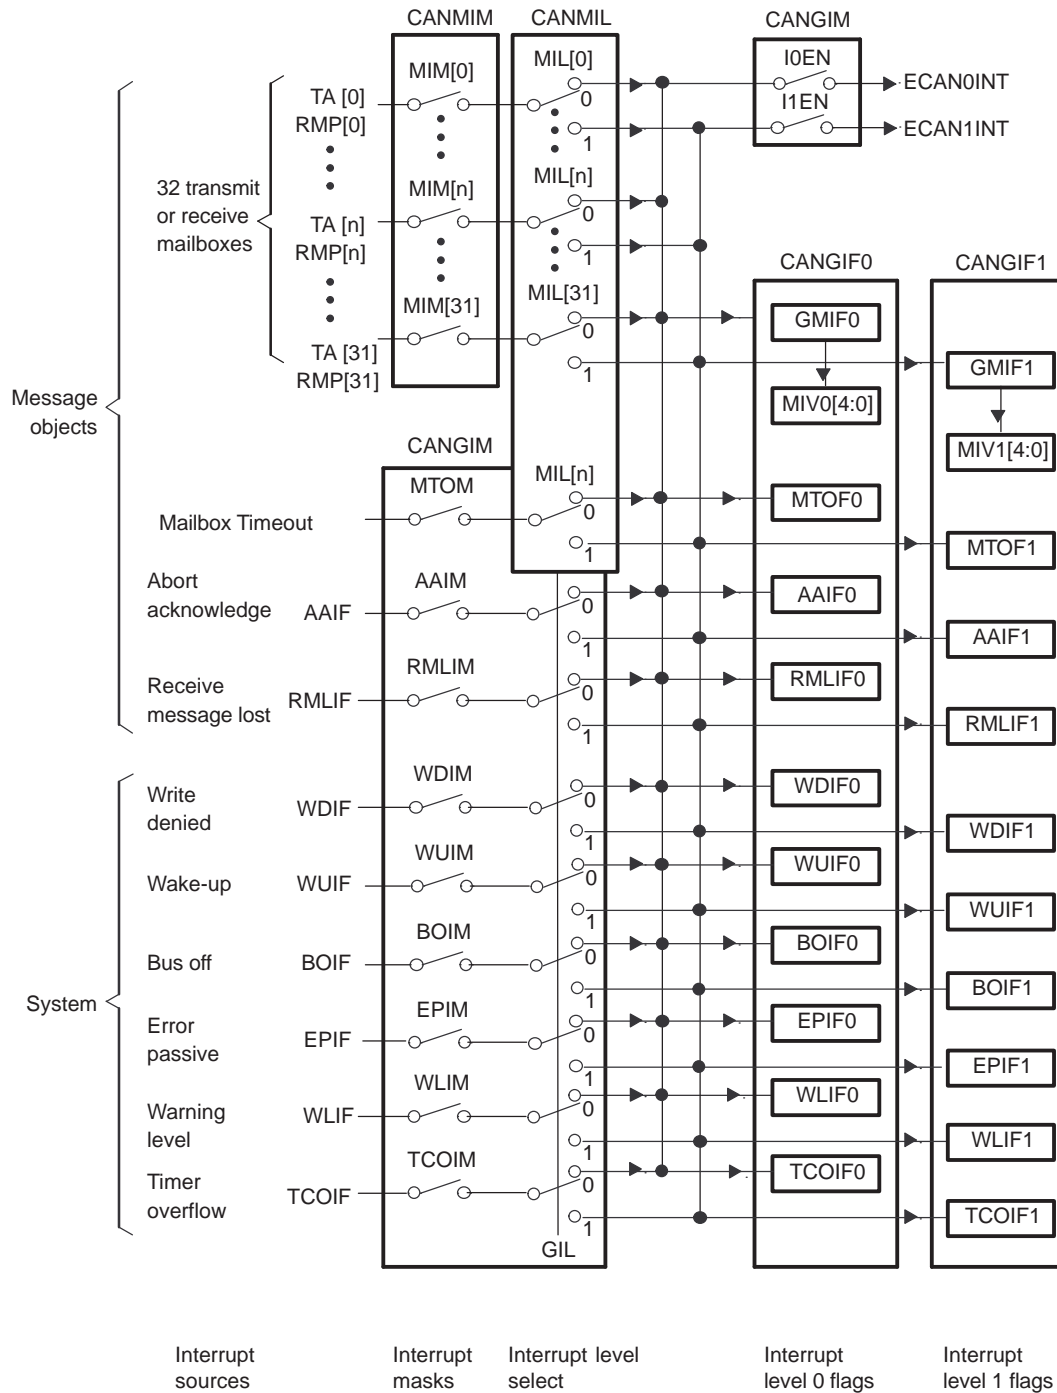 CANMIM
CANMIL
CANGIM
MIM[0]
MIL[0]
I0EN
TA [0]
RMP[0]
0
ECAN0INT
I1EN
1
ECAN1INT
32 transmit
or receive
mailboxes
MIM[n]
MIL[n]
TA [n]
RMP[n]
0
1
CANGIF0
CANGIF1
MIM[31]
MIL[31]
0
GMIF0
TA [31]
RMP[31]
1
GMIF1
Message
objects
MIV0[4:0]
MIV1[4:0]
CANGIM
MTOM
MIL[n]
Mailbox Timeout
0
MTOF0
1
MTOF1
Abort
acknowledge
AAIF
AAIM
0
AAIF0
1
AAIF1
Receive
message lost
RMLIF
RMLIM
0
RMLIF0
1
RMLIF1
Write
denied
WDIF
WDIM
0
WDIF0
1
WDIF1
Wake-up
WUIF
WUIM
0
WUIF0
1
WUIF1
Bus off
BOIF
BOIM
0
BOIF0
1
BOIF1
System
Error
passive
EPIF
EPIM
0
EPIF0
1
EPIF1
Warning
level
WLIF
WLIM
0
WLIF0
1
WLIF1
Timer
overflow
TCOIF
TCOIM
0
TCOIF0
1
TCOIF1
GIL
Interrupt
sources
Interrupt
masks
Interrupt level
select
Interrupt
level 0 flags
Interrupt
level 1 flags